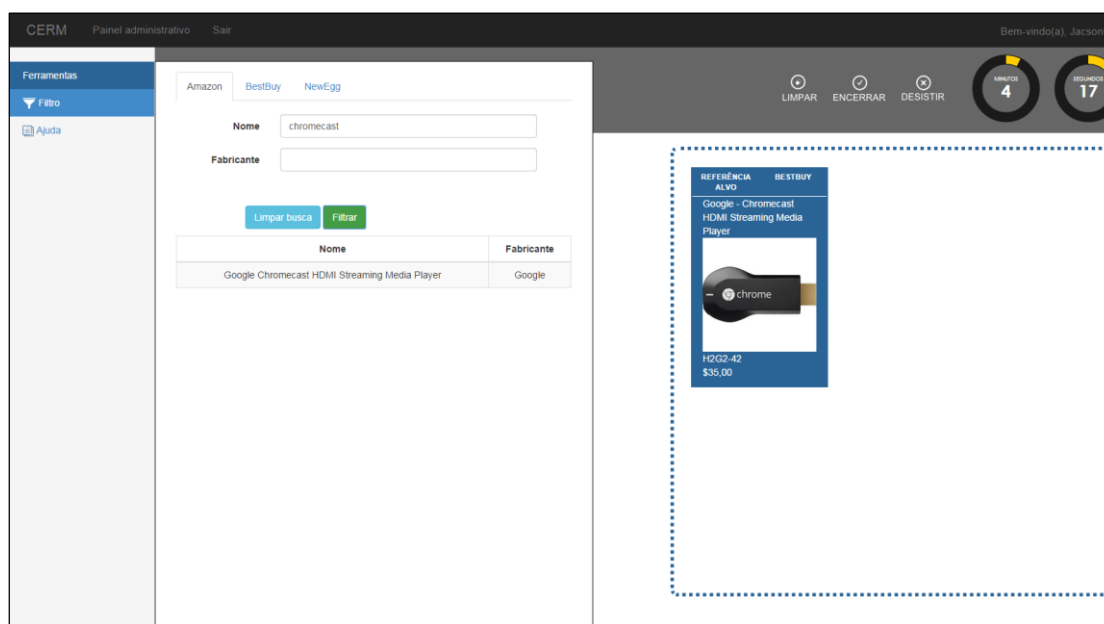 CERM Painel administrativo Sair Bem-vindo(a), Jacson
Ferramentas
Filtro
Ajuda
Amazon BestBuy NewEgg
Nome chromecast
Fabricante
Limpar busca Filtrar
Nome Fabricante
Google Chromecast HDMI Streaming Media Player Google
LIMPAR ENCERRAR DESISTIR
MINUTOS
4
SEGUNDOS
17
REFERÊNCIA BESTBUY
ALVO
Google - Chromecast
HDMI Streaming Media
Player
chrome
H2G2-42
$35,00